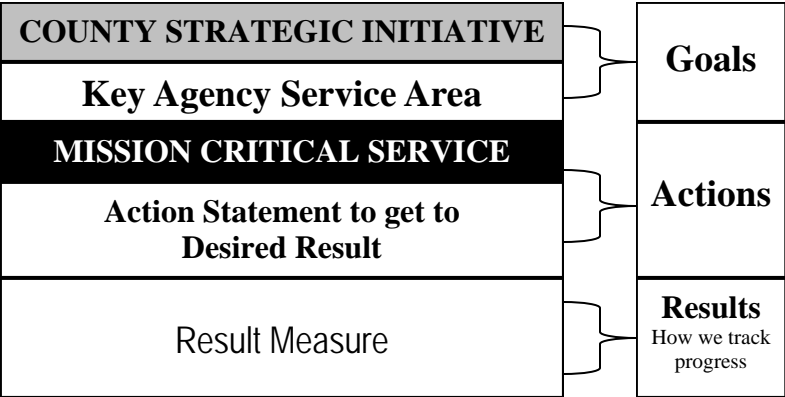 COUNTY STRATEGIC INITIATIVE
Key Agency Service Area
Goals
MISSION CRITICAL SERVICE
Action Statement to get to
Desired Result
Actions
Result Measure
Results
How we track
progress